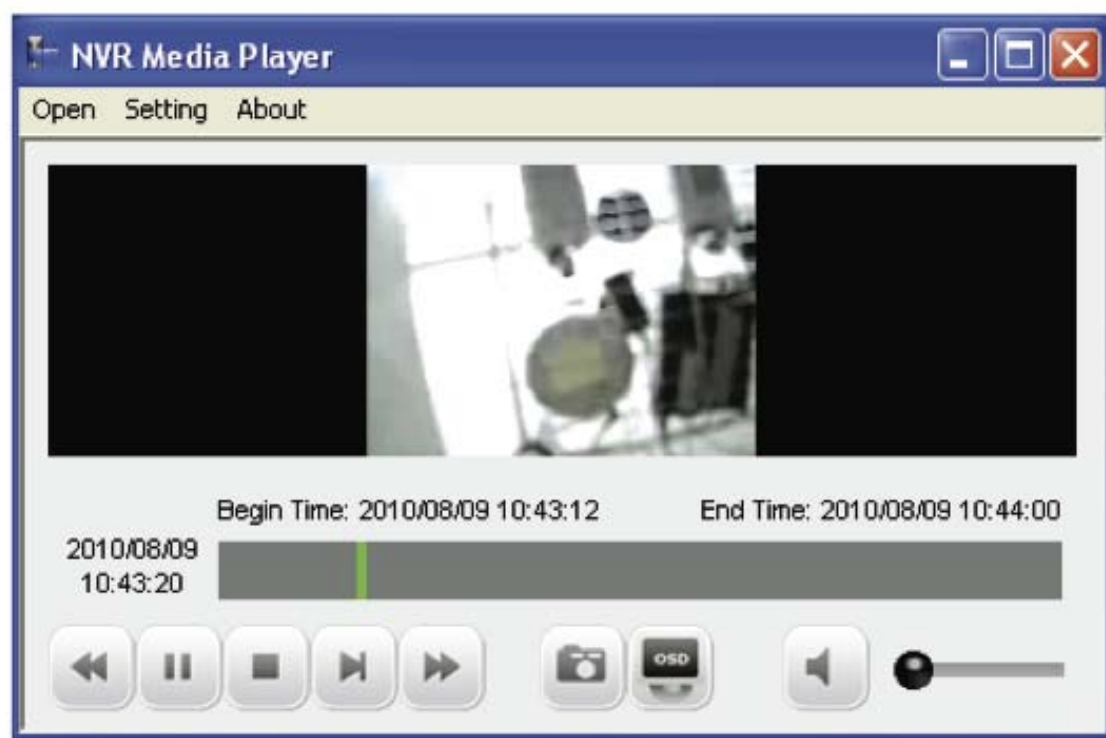 NVR Media Player
Open Setting About
Begin Time: 2010/08/09 10:43:12 End Time: 2010/08/09 10:44:00
2010/08/09
10:43:20
OSD